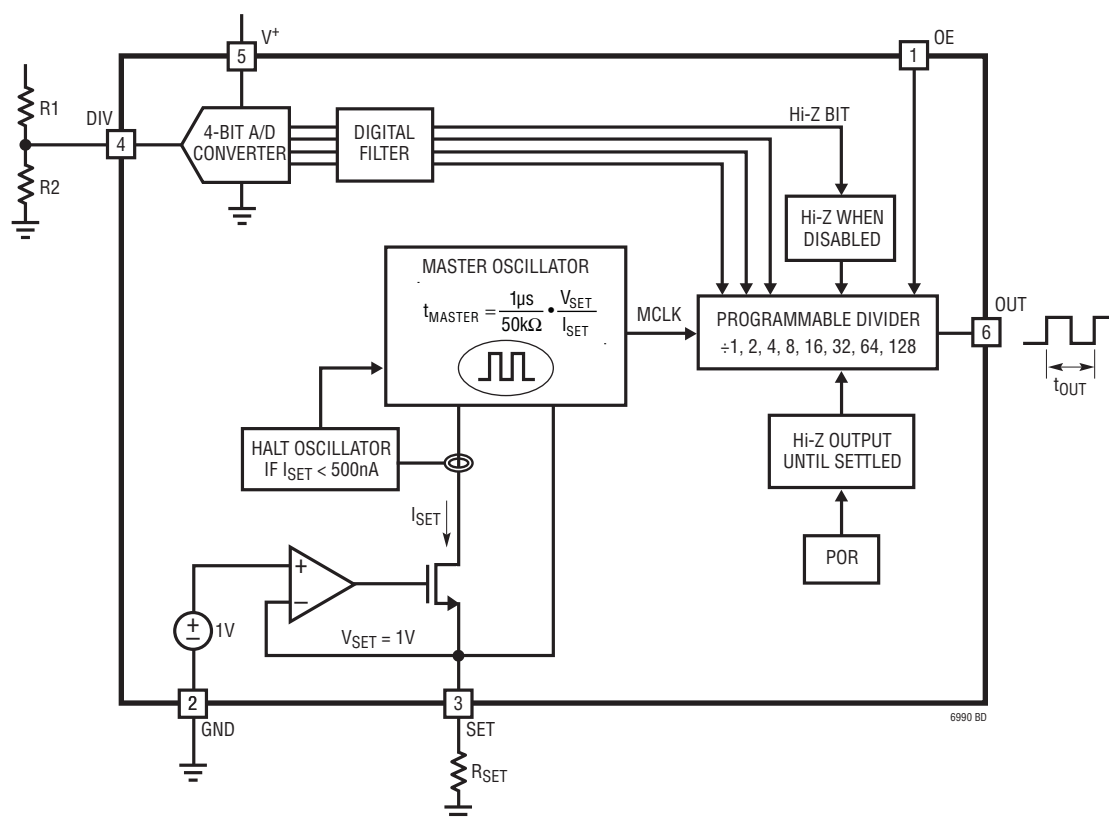 V+
5
OE
1
R1
DIV
4
R2
4-BIT A/D
CONVERTER
DIGITAL
FILTER
Hi-Z BIT
Hi-Z WHEN
DISABLED
MASTER OSCILLATOR
tMASTER = 1µs/50kΩ • VSET/ISET
MCLK
PROGRAMMABLE DIVIDER
÷1, 2, 4, 8, 16, 32, 64, 128
OUT
6
tOUT
HALT OSCILLATOR
IF ISET < 500nA
Hi-Z OUTPUT
UNTIL SETTLED
ISET
POR
+
–
+
–
1V
VSET = 1V
2
GND
3
SET
6990 BD
RSET